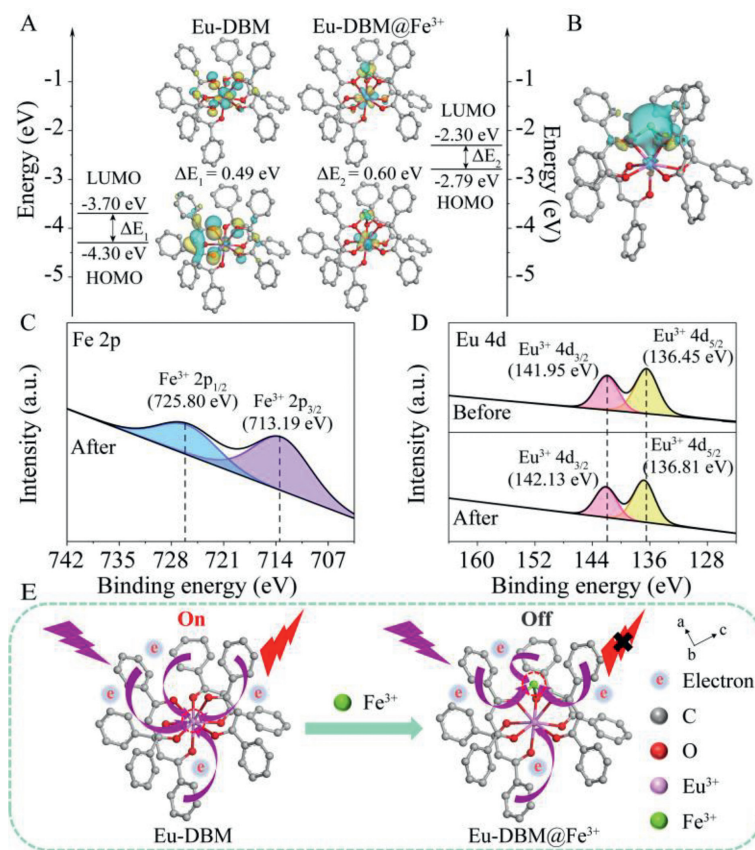 A
Eu-DBM
Eu-DBM@Fe³⁺
B
Energy (eV)
-1
-2
-3
-4
-5
LUMO
-3.70 eV
ΔE₁
-4.30 eV
HOMO
ΔE₁ = 0.49 eV
ΔE₂ = 0.60 eV
LUMO
-2.30 eV
ΔE₂
-2.79 eV
HOMO
Energy (eV)
-1
-2
-3
-4
-5
C
Fe 2p
Fe³⁺ 2p₁/₂
(725.80 eV)
Fe³⁺ 2p₃/₂
(713.19 eV)
After
Intensity (a.u.)
742 735 728 721 714 707
Binding energy (eV)
D
Eu 4d
Eu³⁺ 4d₃/₂
(141.95 eV)
Eu³⁺ 4d₅/₂
(136.45 eV)
Before
Eu³⁺ 4d₃/₂
(142.13 eV)
Eu³⁺ 4d₅/₂
(136.81 eV)
After
Intensity (a.u.)
160 152 144 136 128
Binding energy (eV)
E
On
Off
e
e
e
e
Eu-DBM
Fe³⁺
e
e
e
e
Eu-DBM@Fe³⁺
a
b
c
e Electron
C
O
Eu³⁺
Fe³⁺